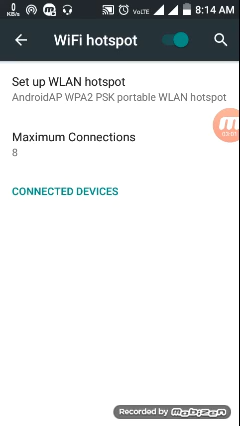 0
KB/s
VoLTE
8:14 AM
WiFi hotspot
Set up WLAN hotspot
AndroidAP WPA2 PSK portable WLAN hotspot
Maximum Connections
8
CONNECTED DEVICES
Recorded by mobizen